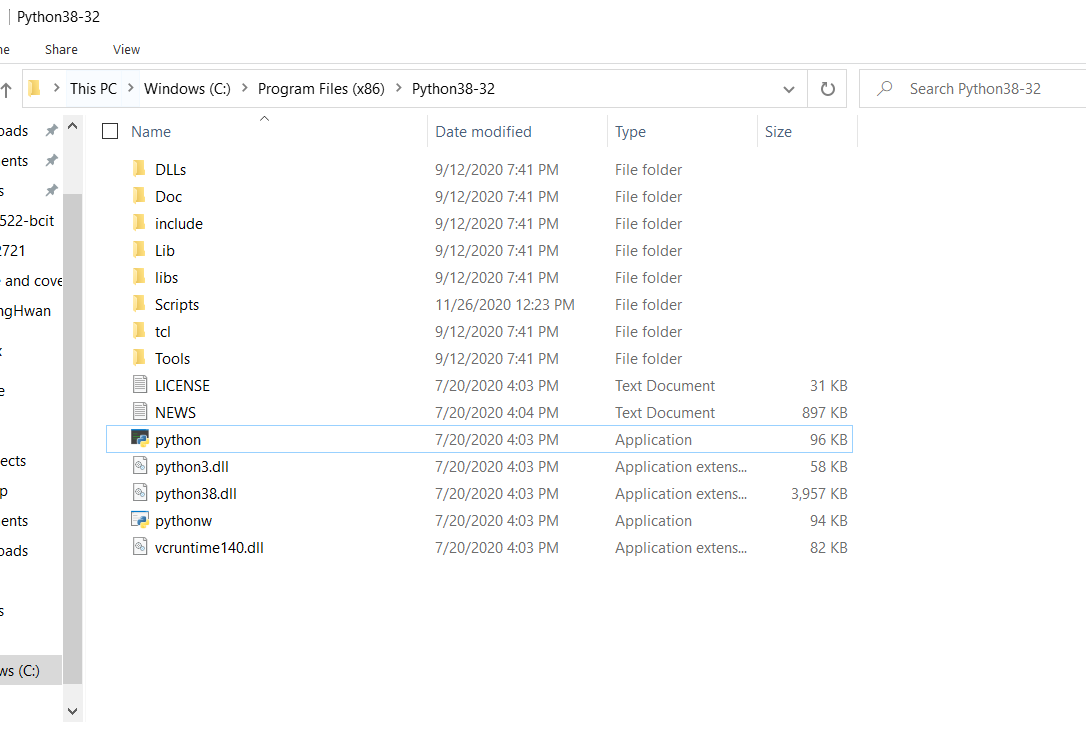 Python38-32
Share View
This PC Windows (C:) Program Files (x86) Python38-32 Search Python38-32
Name Date modified Type Size
DLLs 9/12/2020 7:41 PM File folder
Doc 9/12/2020 7:41 PM File folder
include 9/12/2020 7:41 PM File folder
522-bcit
Lib 9/12/2020 7:41 PM File folder
2721
libs 9/12/2020 7:41 PM File folder
and cove
Scripts 11/26/2020 12:23 PM File folder
ngHwan
tcl 9/12/2020 7:41 PM File folder
Tools 9/12/2020 7:41 PM File folder
LICENSE 7/20/2020 4:03 PM Text Document 31 KB
NEWS 7/20/2020 4:04 PM Text Document 897 KB
python 7/20/2020 4:03 PM Application 96 KB
ects
python3.dll 7/20/2020 4:03 PM Application extens... 58 KB
python38.dll 7/20/2020 4:03 PM Application extens... 3,957 KB
ents
pythonw 7/20/2020 4:03 PM Application 94 KB
oads
vcruntime140.dll 7/20/2020 4:03 PM Application extens... 82 KB
ws (C:)